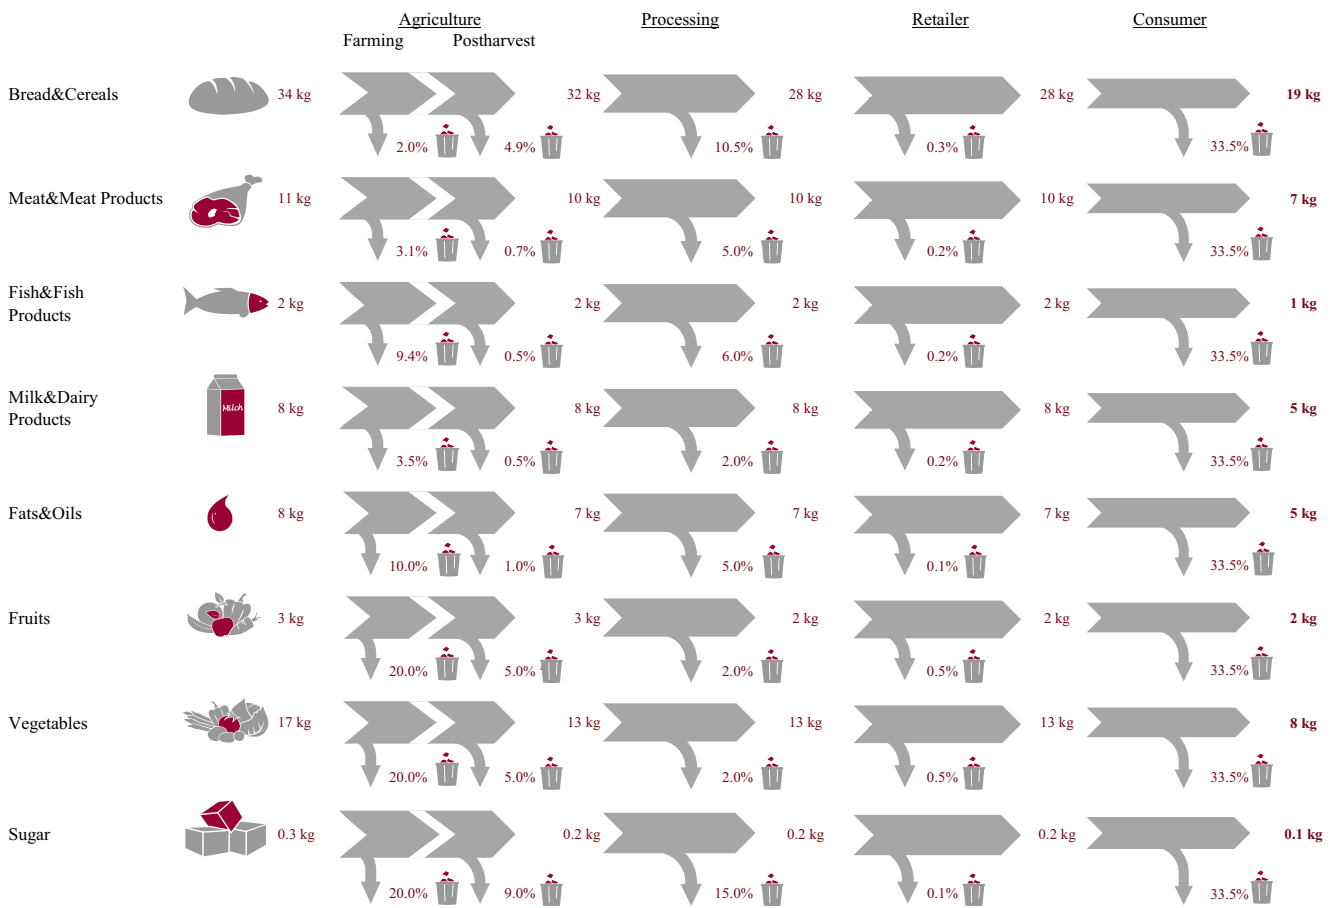 Agriculture Processing Retailer Consumer
Farming Postharvest
Bread&Cereals 34 kg 32 kg 28 kg 28 kg 19 kg
2.0% 4.9% 10.5% 0.3% 33.5%
Meat&Meat Products 11 kg 10 kg 10 kg 10 kg 7 kg
3.1% 0.7% 5.0% 0.2% 33.5%
Fish&Fish
Products
2 kg 2 kg 2 kg 2 kg 1 kg
9.4% 0.5% 6.0% 0.2% 33.5%
Milk&Dairy
Products
Milch
8 kg 8 kg 8 kg 8 kg 5 kg
3.5% 0.5% 2.0% 0.2% 33.5%
Fats&Oils 8 kg 7 kg 7 kg 7 kg 5 kg
10.0% 1.0% 5.0% 0.1% 33.5%
Fruits 3 kg 3 kg 2 kg 2 kg 2 kg
20.0% 5.0% 2.0% 0.5% 33.5%
Vegetables 17 kg 13 kg 13 kg 13 kg 8 kg
20.0% 5.0% 2.0% 0.5% 33.5%
Sugar 0.3 kg 0.2 kg 0.2 kg 0.2 kg 0.1 kg
20.0% 9.0% 15.0% 0.1% 33.5%